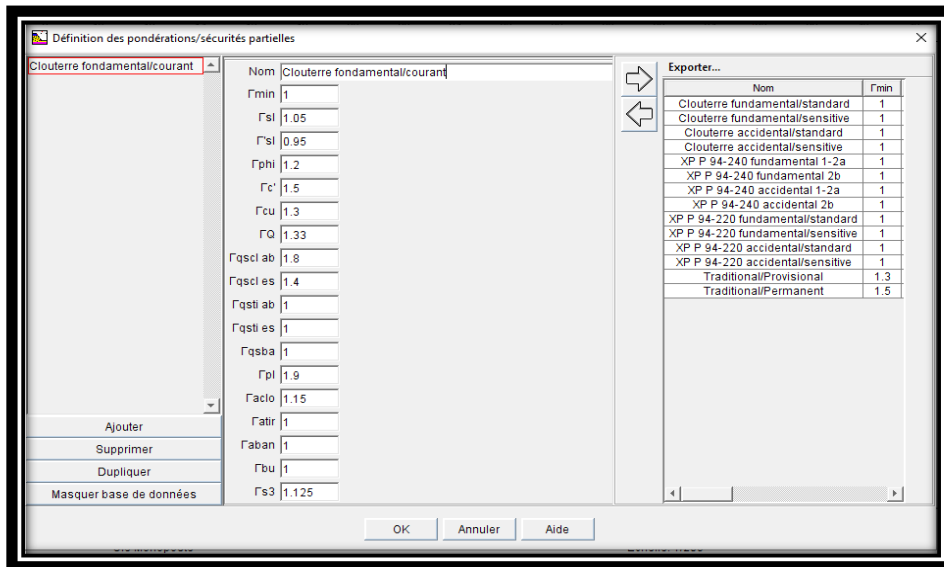 Définition des pondérations/sécurités partielles
Clouterre fondamental/courant
Nom Clouterre fondamental/courant
Γmin 1
Γsl 1.05
Γ'sl 0.95
Γphi 1.2
Γc' 1.5
Γcu 1.3
ΓQ 1.33
Γqscl ab 1.8
Γqscl es 1.4
Γqsti ab 1
Γqsti es 1
Γqsba 1
Γpl 1.9
Γaclo 1.15
Γatir 1
Γaban 1
Γbu 1
Γs3 1.125
Ajouter
Supprimer
Dupliquer
Masquer base de données
Exporter...
Nom Γmin
Clouterre fundamental/standard 1
Clouterre fundamental/sensitive 1
Clouterre accidental/standard 1
Clouterre accidental/sensitive 1
XP P 94-240 fundamental 1-2a 1
XP P 94-240 fundamental 2b 1
XP P 94-240 accidental 1-2a 1
XP P 94-240 accidental 2b 1
XP P 94-220 fundamental/standard 1
XP P 94-220 fundamental/sensitive 1
XP P 94-220 accidental/standard 1
XP P 94-220 accidental/sensitive 1
Traditional/Provisional 1.3
Traditional/Permanent 1.5
OK Annuler Aide